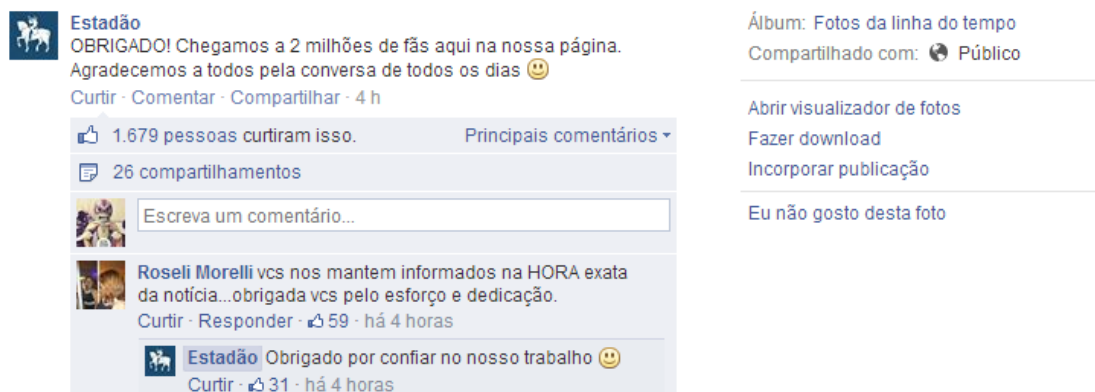 Estadão
OBRIGADO! Chegamos a 2 milhões de fãs aqui na nossa página.
Agradecemos a todos pela conversa de todos os dias
Curtir · Comentar · Compartilhar · 4 h
1.679 pessoas curtiram isso.
Principais comentários
26 compartilhamentos
Escreva um comentário...
Roseli Morelli vcs nos mantem informados na HORA exata
da notícia...obrigada vcs pelo esforço e dedicação.
Curtir · Responder · 59 · há 4 horas
Estadão Obrigado por confiar no nosso trabalho
Curtir · 31 · há 4 horas
Álbum: Fotos da linha do tempo
Compartilhado com: Público
Abrir visualizador de fotos
Fazer download
Incorporar publicação
Eu não gosto desta foto